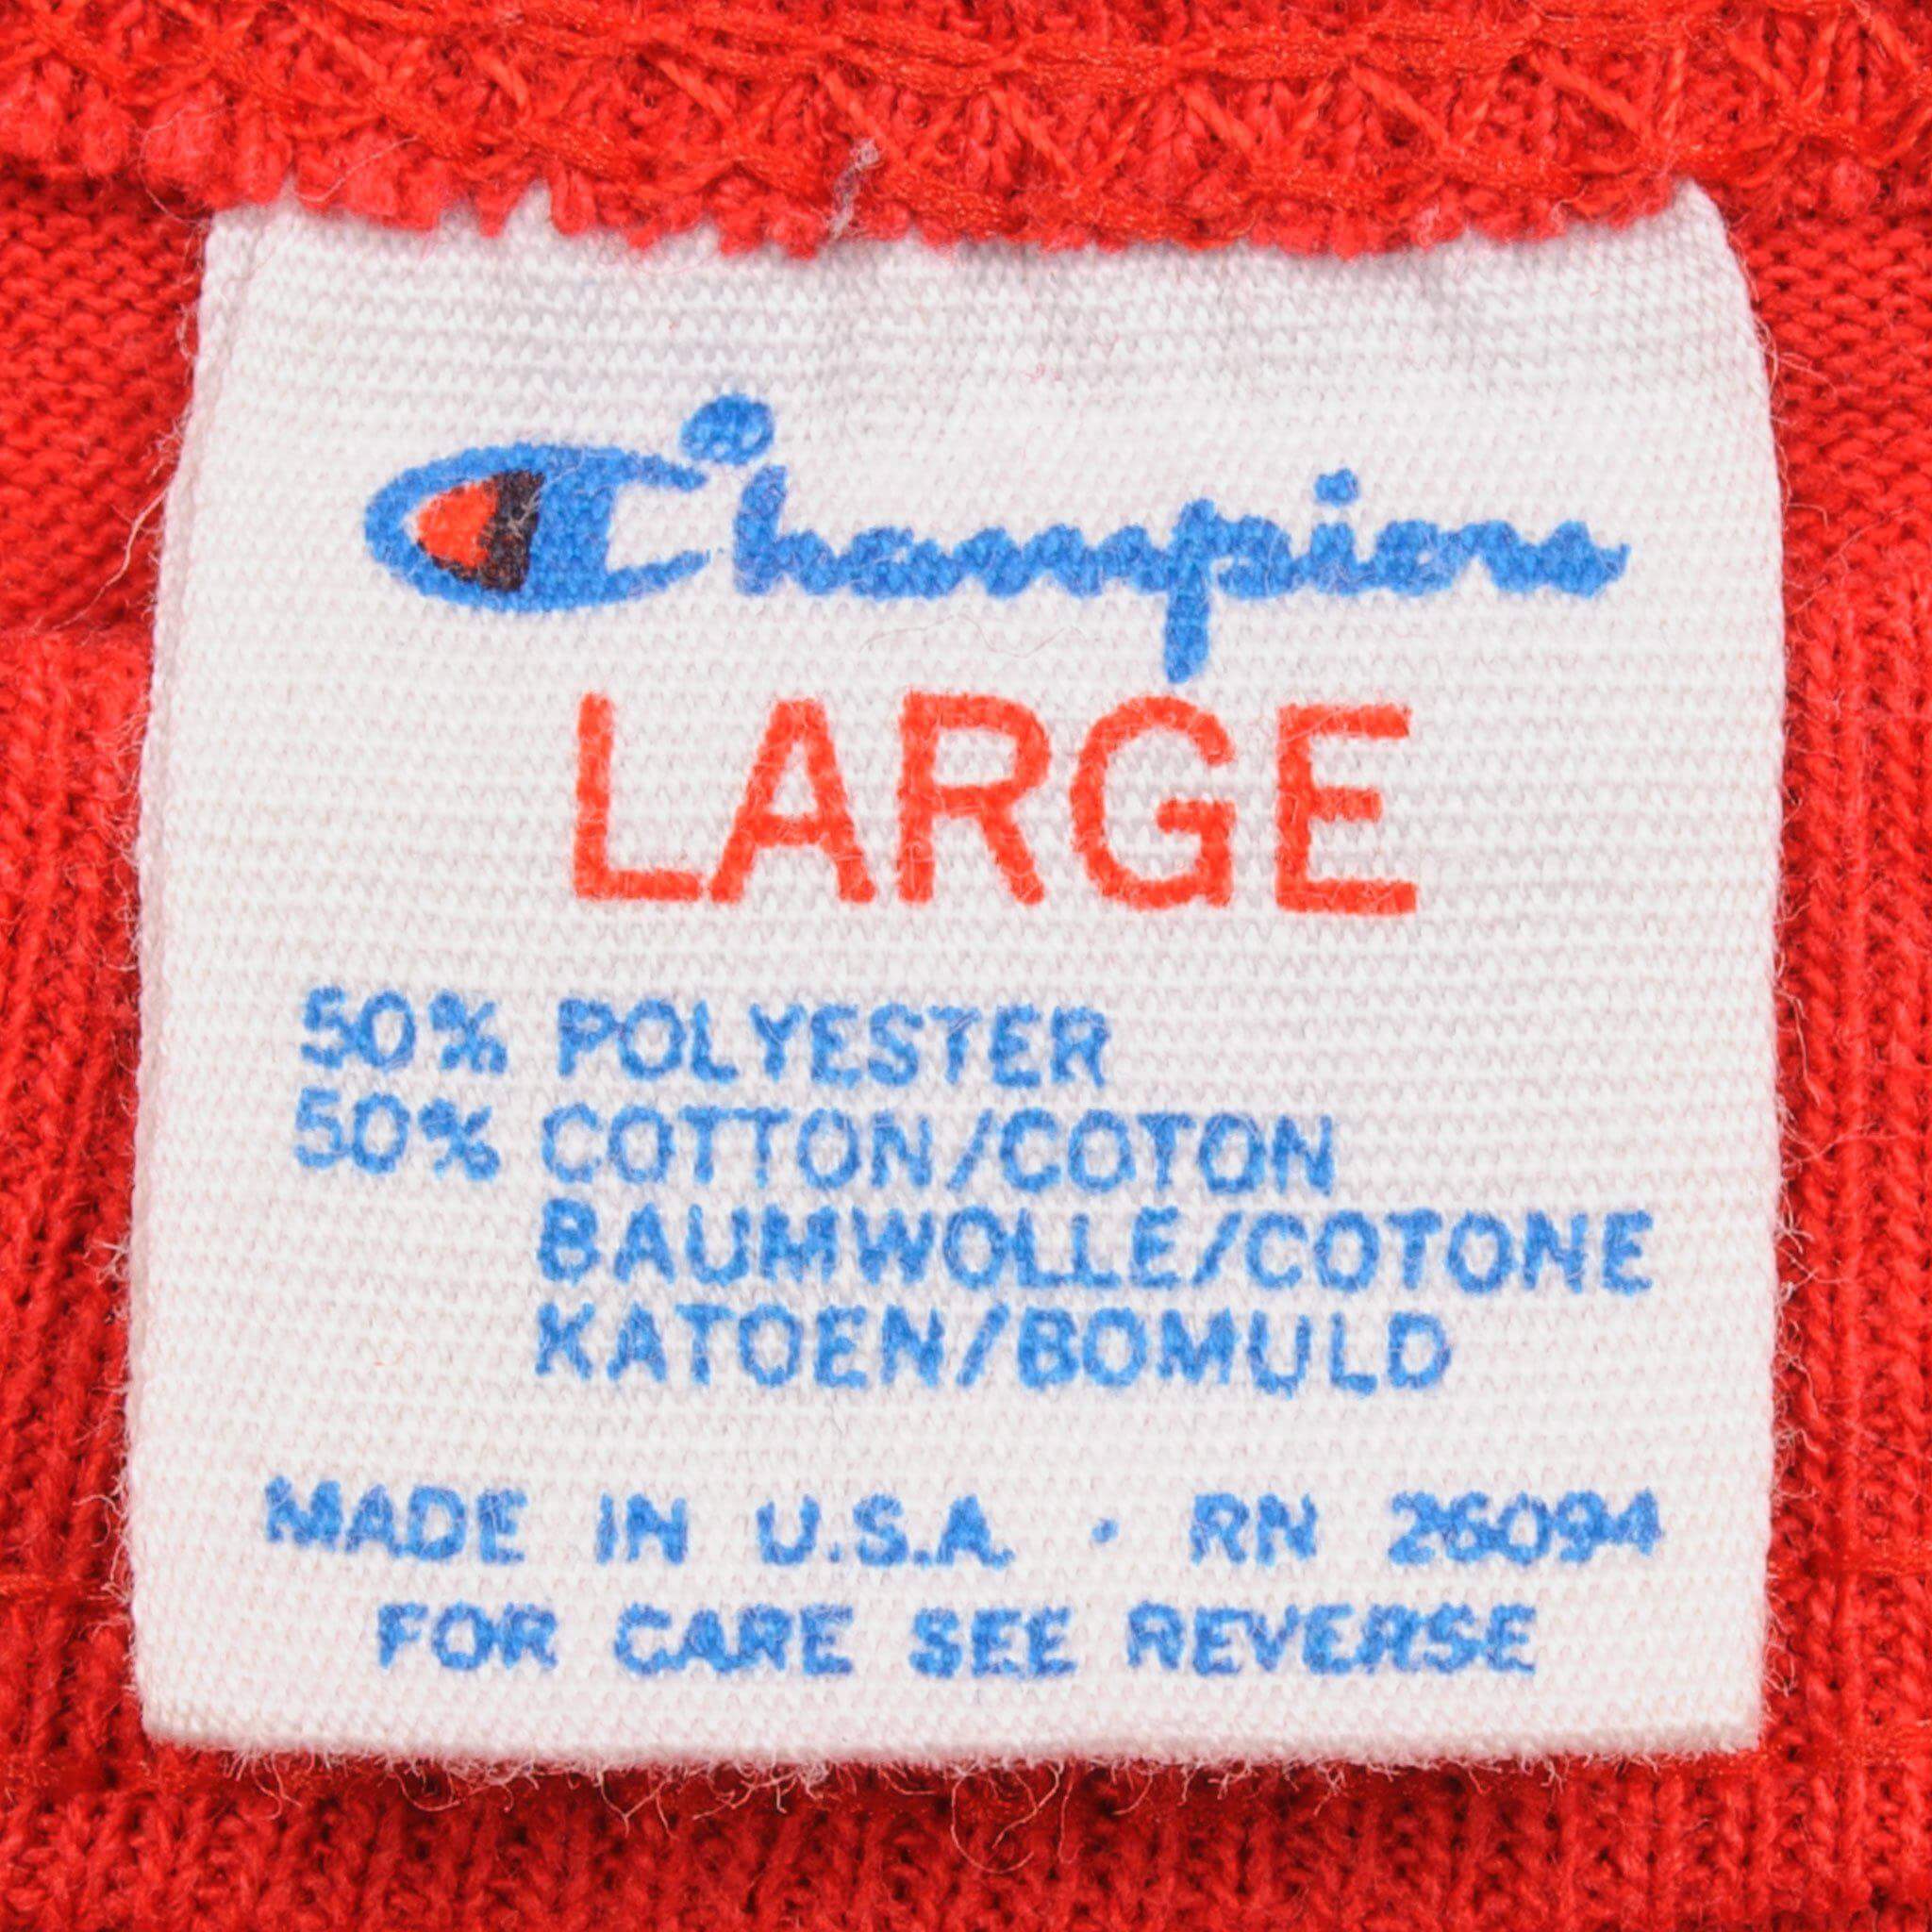 Champion
LARGE
50% POLYESTER
50% COTTON/COTON
BAUMWOLLE/COTONE
KATOEN/BOMULD
MADE IN U.S.A. · RN 26094
FOR CARE SEE REVERSE